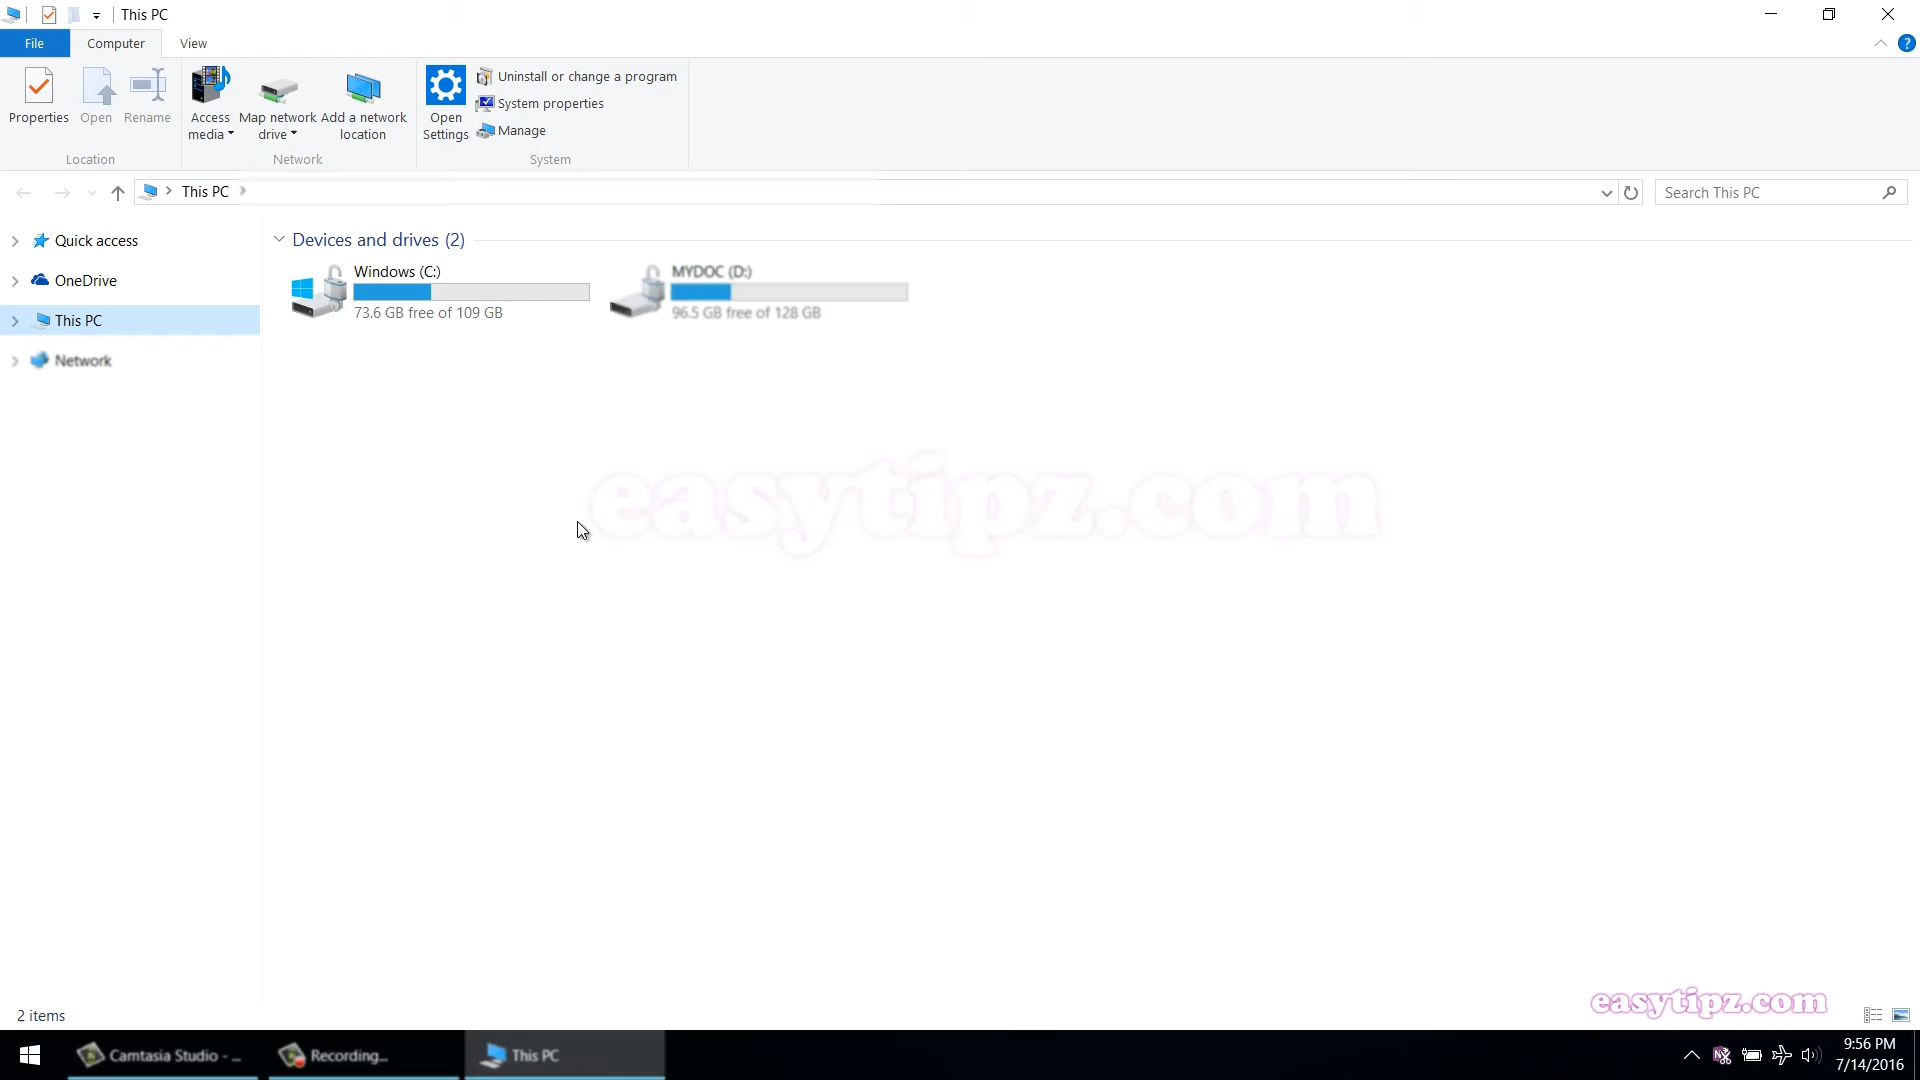 This PC
File
Computer
View
Properties
Open
Rename
Access media
Map network drive
Add a network location
Open Settings
Uninstall or change a program
System properties
Manage
Location
Network
System
This PC
Search This PC
Quick access
OneDrive
This PC
Network
Devices and drives (2)
Windows (C:)
73.6 GB free of 109 GB
MYDOC (D:)
96.5 GB free of 128 GB
easytipz.com
easytipz.com
2 items
Camtasia Studio - ...
Recording...
This PC
9:56 PM
7/14/2016